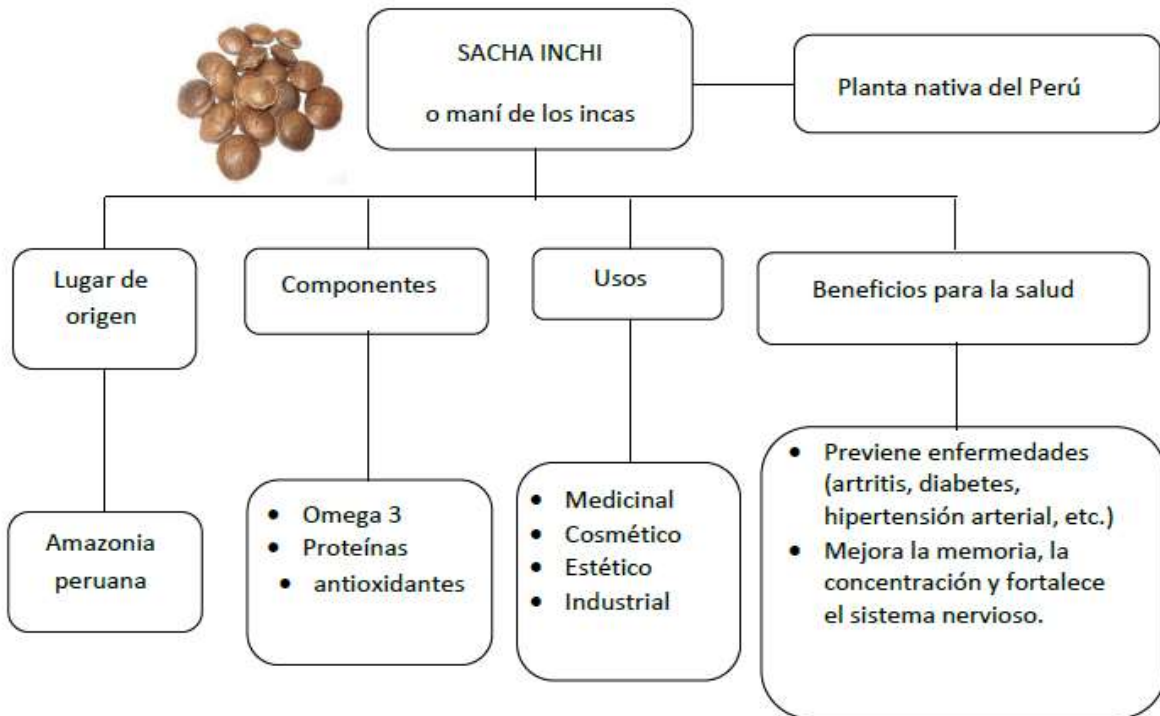 SACHA INCHI
o maní de los incas
Planta nativa del Perú
Lugar de
origen
Componentes
Usos
Beneficios para la salud
Amazonia
peruana
• Omega 3
• Proteínas
• antioxidantes
• Medicinal
• Cosmético
• Estético
• Industrial
• Previene enfermedades
(artritis, diabetes,
hipertensión arterial, etc.)
• Mejora la memoria, la
concentración y fortalece
el sistema nervioso.